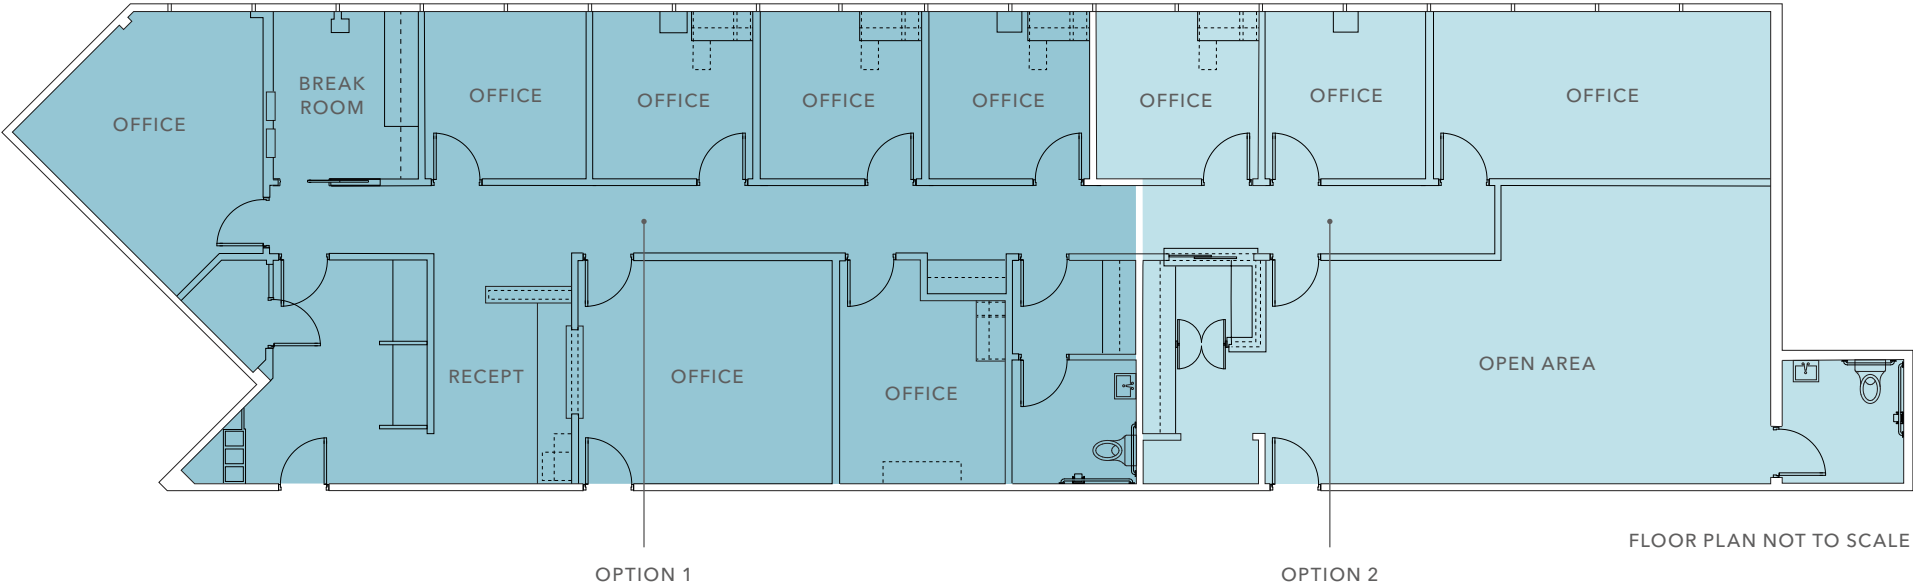 OFFICE
BREAK
ROOM
OFFICE
OFFICE
OFFICE
OFFICE
OFFICE
OFFICE
OFFICE
RECEPT
OFFICE
OFFICE
OPEN AREA
FLOOR PLAN NOT TO SCALE
OPTION 1
OPTION 2